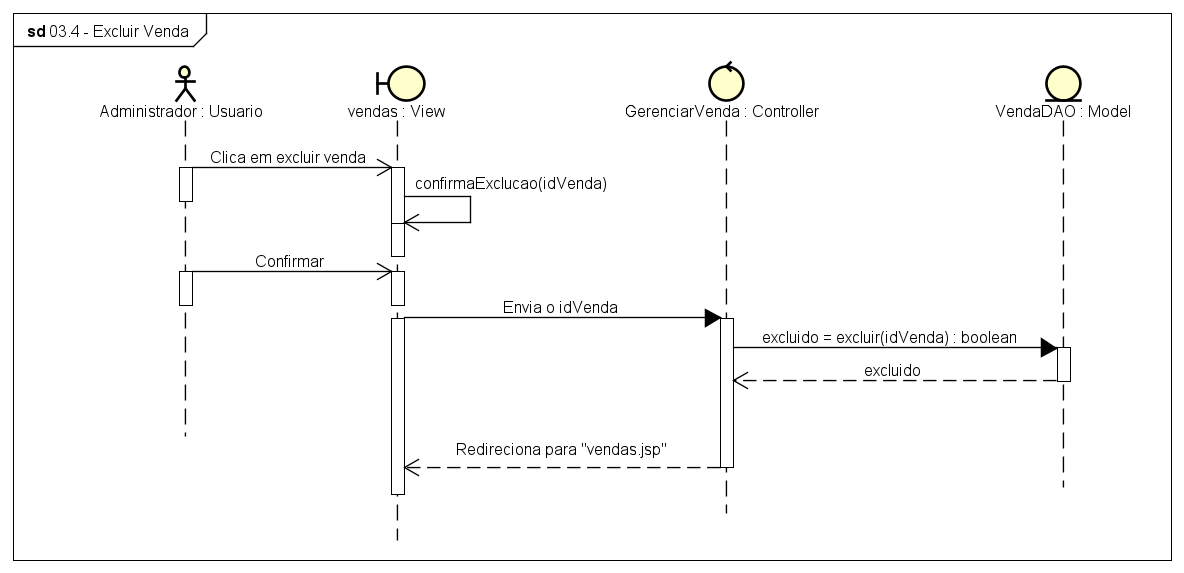 sd 03.4 - Excluir Venda
Administrador : Usuario
vendas : View
GerenciarVenda : Controller
VendaDAO : Model
Clica em excluir venda
confirmaExclucao(idVenda)
Confirmar
Envia o idVenda
excluido = excluir(idVenda) : boolean
excluido
Redireciona para "vendas.jsp"